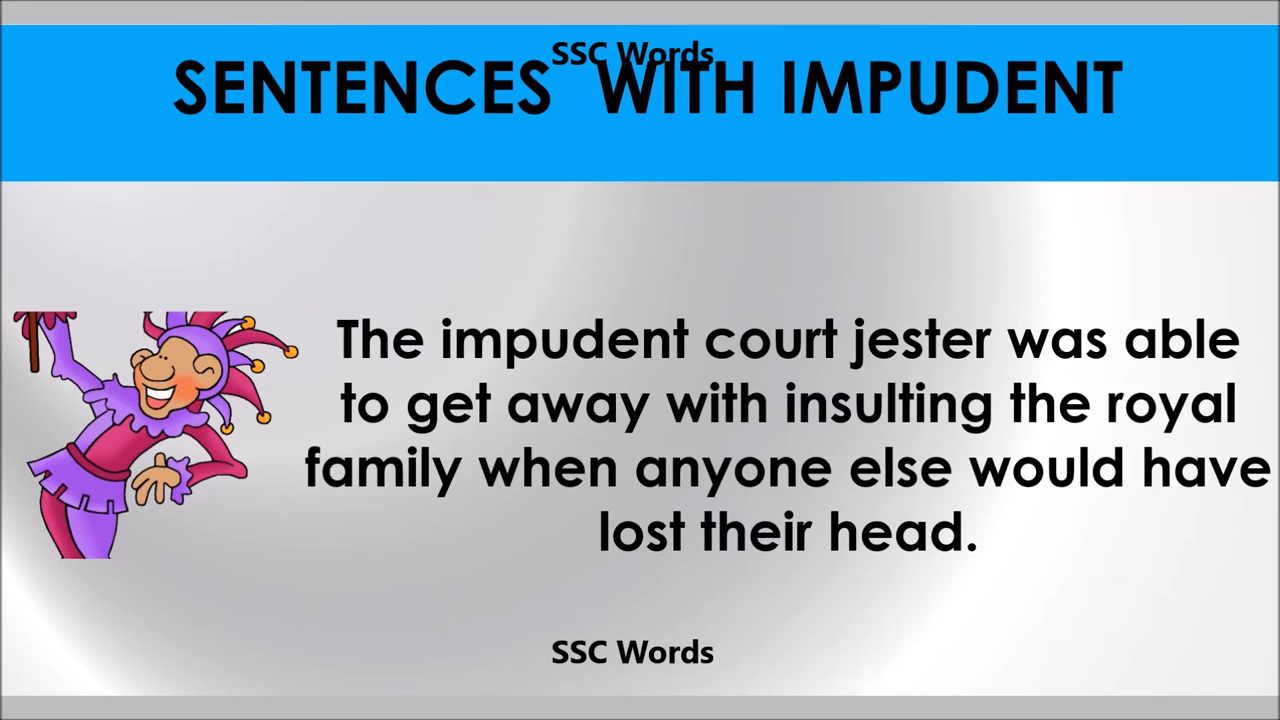 SSC Words
SENTENCES WITH IMPUDENT
The impudent court jester was able
to get away with insulting the royal
family when anyone else would have
lost their head.
SSC Words